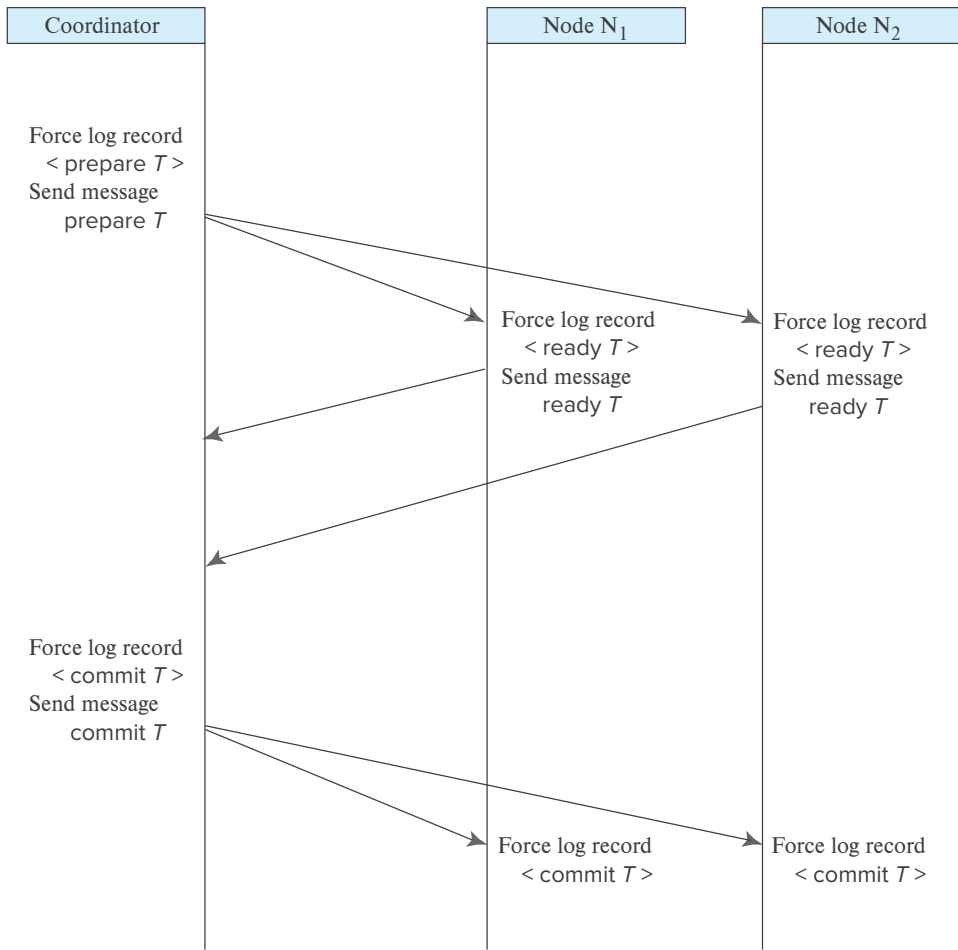 Coordinator
Node N₁
Node N₂
Force log record
< prepare T >
Send message
prepare T
Force log record
< ready T >
Send message
ready T
Force log record
< ready T >
Send message
ready T
Force log record
< commit T >
Send message
commit T
Force log record
< commit T >
Force log record
< commit T >